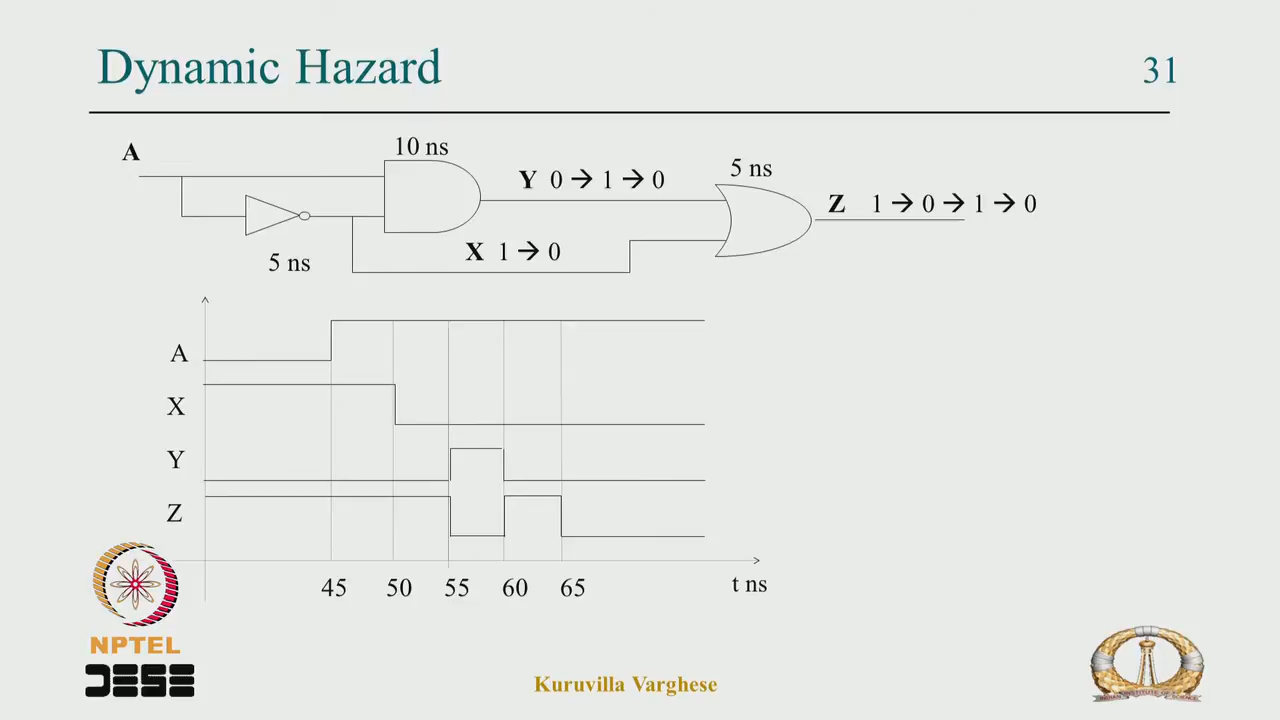 Dynamic Hazard
31
A
10 ns
Y 0 → 1 → 0
5 ns
Z 1 → 0 → 1 → 0
X 1 → 0
5 ns
A
X
Y
Z
45 50 55 60 65
t ns
NPTEL
DESE
Kuruvilla Varghese